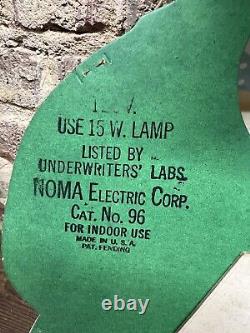 V.
USE 15 W. LAMP
LISTED BY
UNDERWRITERS' LABS.
NOMA ELECTRIC CORP.
CAT. NO. 96
FOR INDOOR USE
MADE IN U. S. A.
PAT. PENDING
ebay